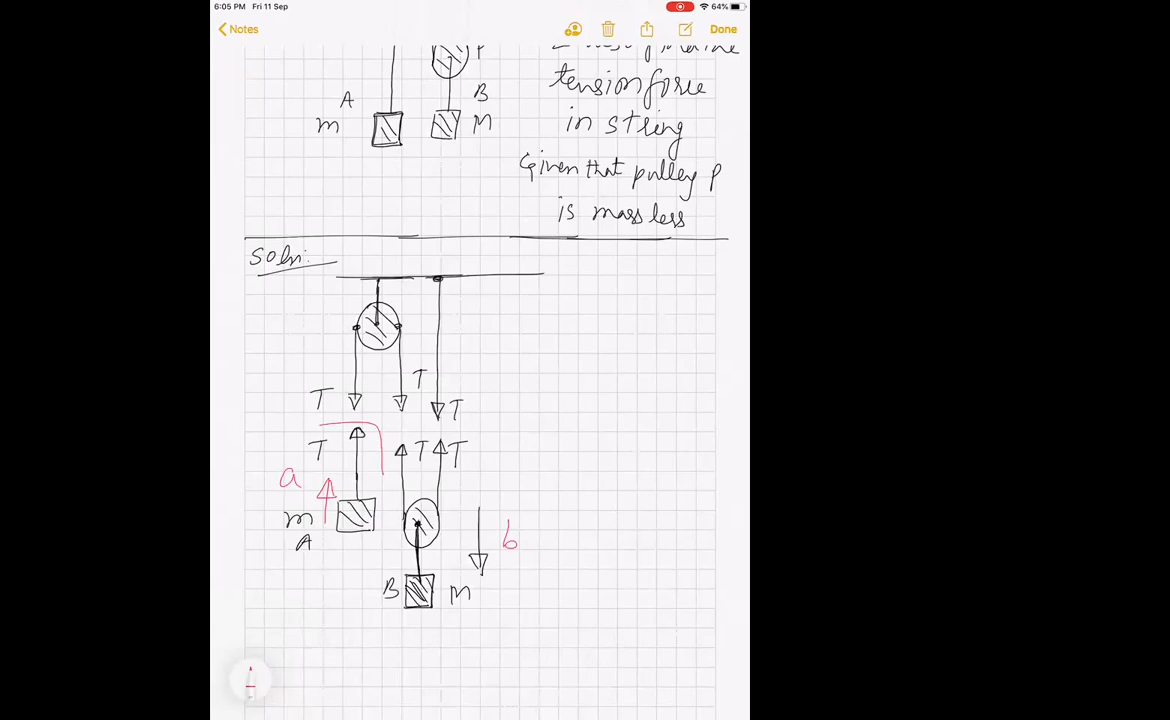 6:05 PM Fri 11 Sep 64%
Notes Done
P
tension force
A B
m M in string
Given that pulley P
is mass less
Soln:
T
T T
T T T
a
m b
A
B M